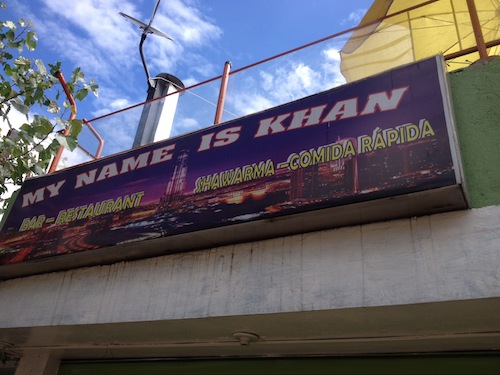 MY NAME IS KHAN
BAR - RESTAURANT
SHAWARMA - COMIDA RÁPIDA